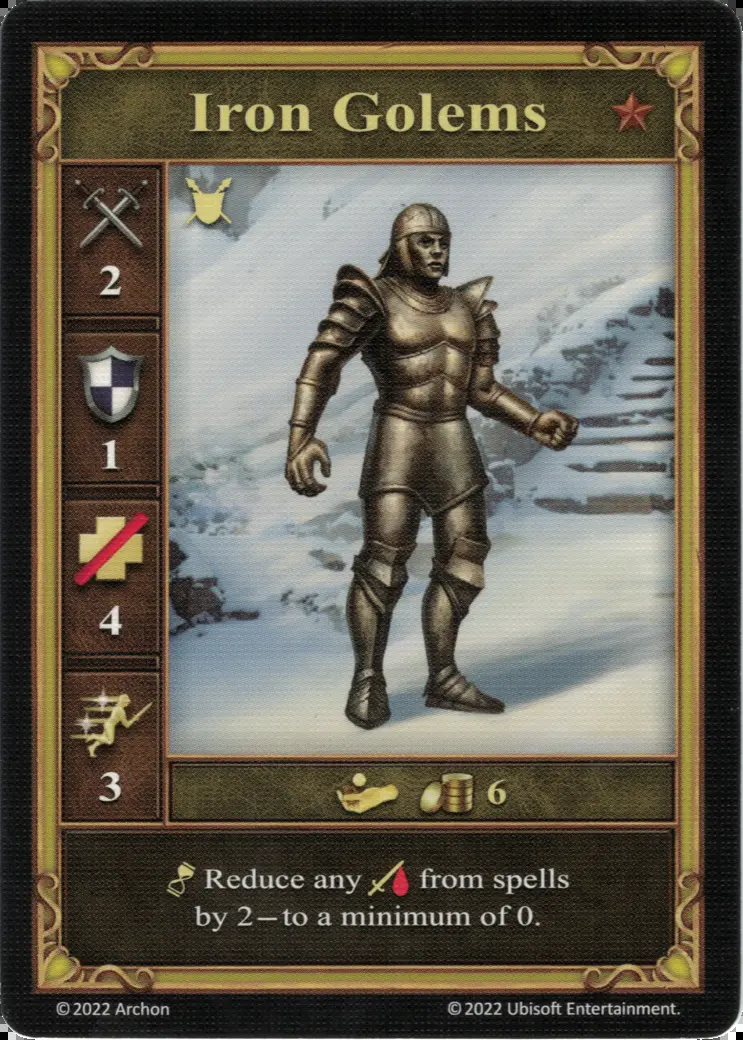 Iron Golems
2
1
4
3
6
Reduce any from spells
by 2–to a minimum of 0.
© 2022 Archon
© 2022 Ubisoft Entertainment.